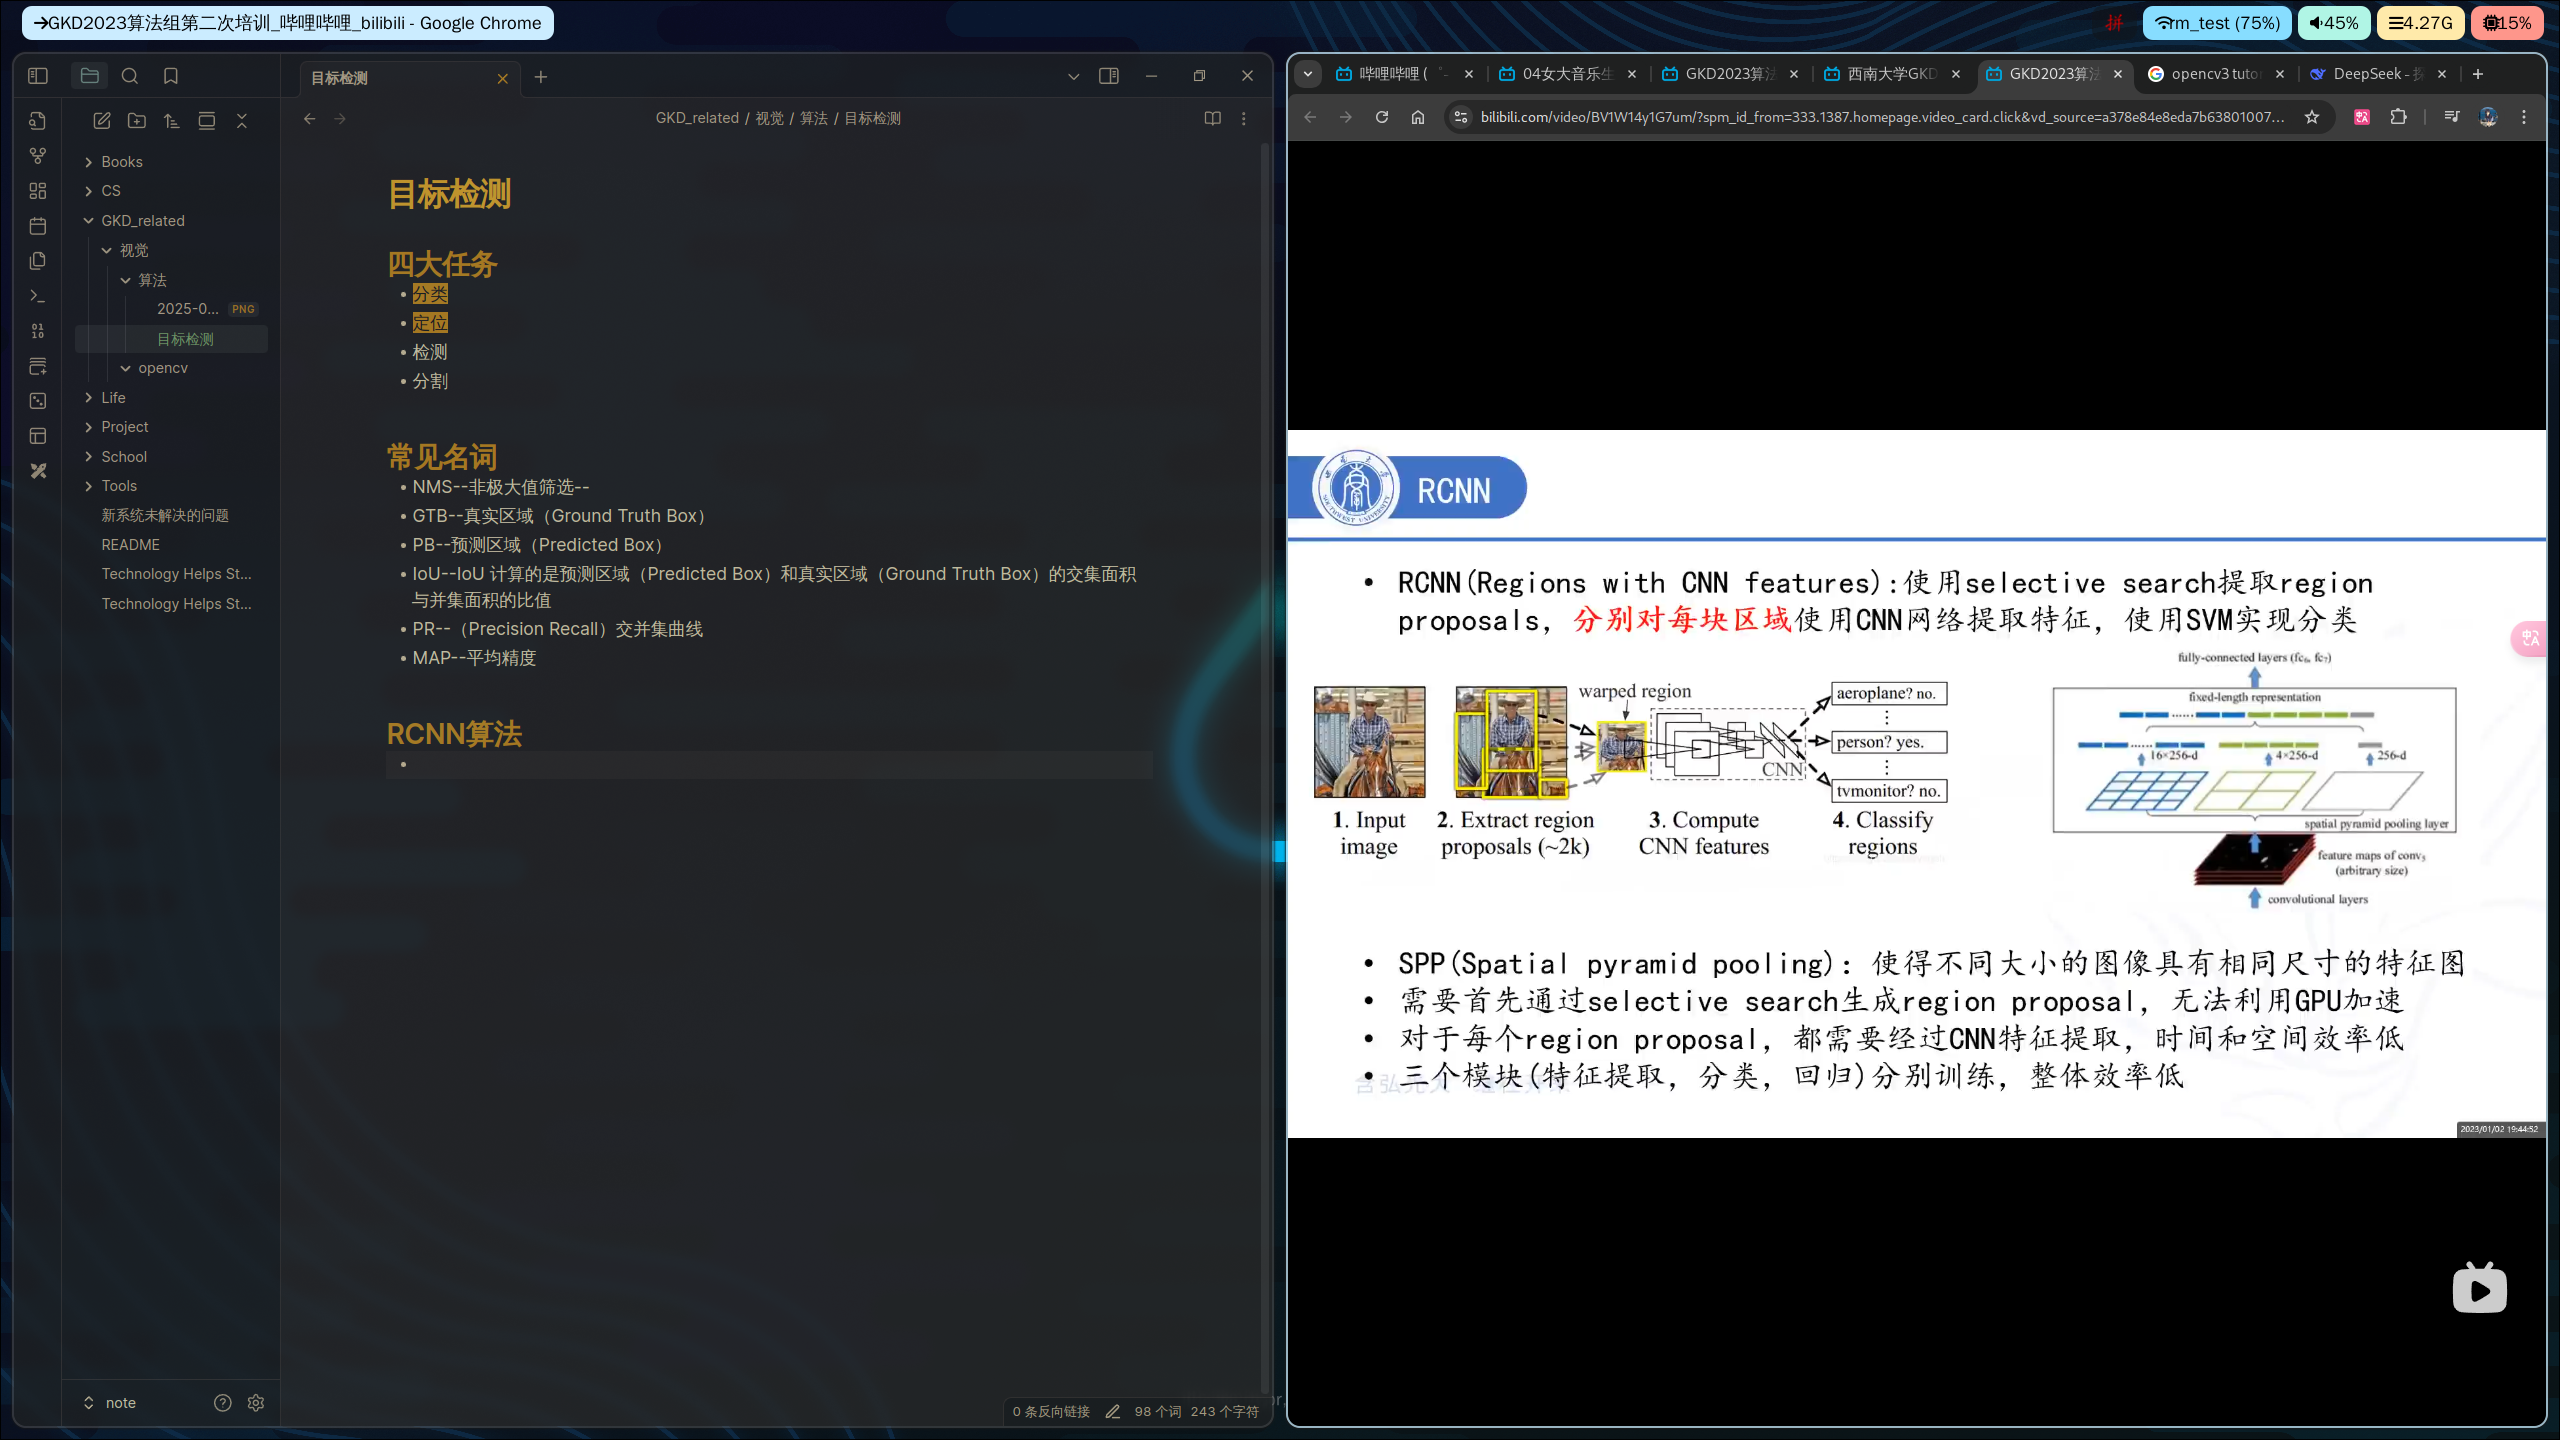 GKD2023算法组第二次培训_哔哩哔哩_bilibili - Google Chrome
拼
rm_test (75%)
45%
4.27G
15%
目标检测
GKD_related / 视觉 / 算法 / 目标检测
Books
CS
GKD_related
视觉
算法
2025-0...
PNG
目标检测
opencv
Life
Project
School
Tools
新系统未解决的问题
README
Technology Helps St...
Technology Helps St...
note
目标检测
四大任务
分类
定位
检测
分割
常见名词
NMS--非极大值筛选--
GTB--真实区域（Ground Truth Box）
PB--预测区域（Predicted Box）
IoU--IoU 计算的是预测区域（Predicted Box）和真实区域（Ground Truth Box）的交集面积
与并集面积的比值
PR--（Precision Recall）交并集曲线
MAP--平均精度
RCNN算法
0 条反向链接
98 个词
243 个字符
哔哩哔哩 (
04女大音乐生
GKD2023算法
西南大学GKD
GKD2023算法
opencv3 tuto
DeepSeek -
bilibili.com/video/BV1W14y1G7um/?spm_id_from=333.1387.homepage.video_card.click&vd_source=a378e84e8eda7b63801007...
RCNN
RCNN(Regions with CNN features):使用selective search提取region
proposals, 分别对每块区域使用CNN网络提取特征, 使用SVM实现分类
warped region
aeroplane? no.
person? yes.
tvmonitor? no.
CNN
1. Input
image
2. Extract region
proposals (~2k)
3. Compute
CNN features
4. Classify
regions
fully-connected layers (fc₆, fc₇)
fixed-length representation
16×256-d
4×256-d
256-d
spatial pyramid pooling layer
feature maps of conv₅
(arbitrary size)
convolutional layers
SPP(Spatial pyramid pooling): 使得不同大小的图像具有相同尺寸的特征图
需要首先通过selective search生成region proposal, 无法利用GPU加速
对于每个region proposal, 都需要经过CNN特征提取, 时间和空间效率低
三个模块(特征提取, 分类, 回归)分别训练, 整体效率低
2023/01/02 19:44:52